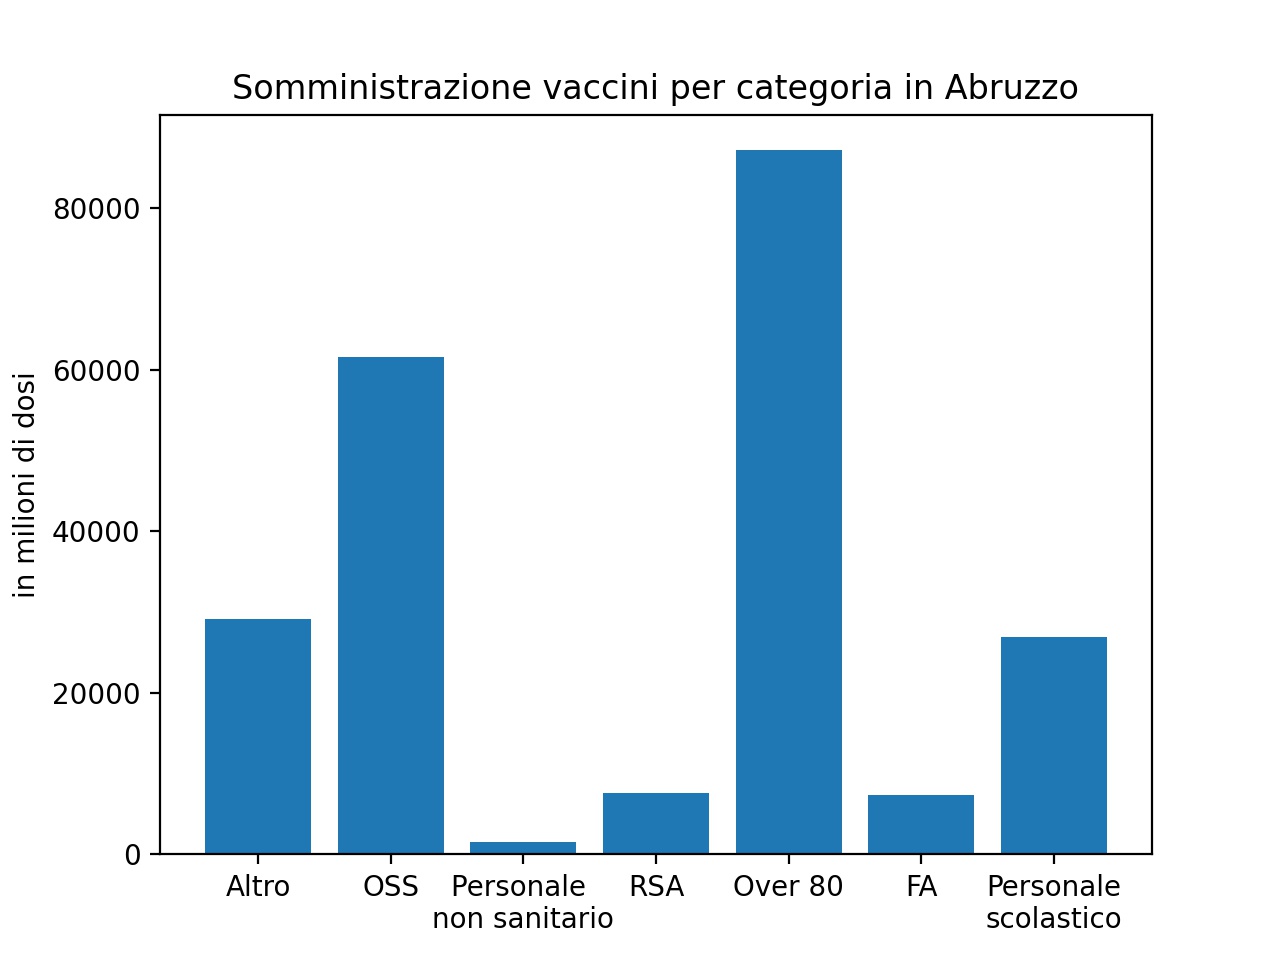 Somministrazione vaccini per categoria in Abruzzo
in milioni di dosi
80000
60000
40000
20000
0
Altro
OSS
Personale
non sanitario
RSA
Over 80
FA
Personale
scolastico